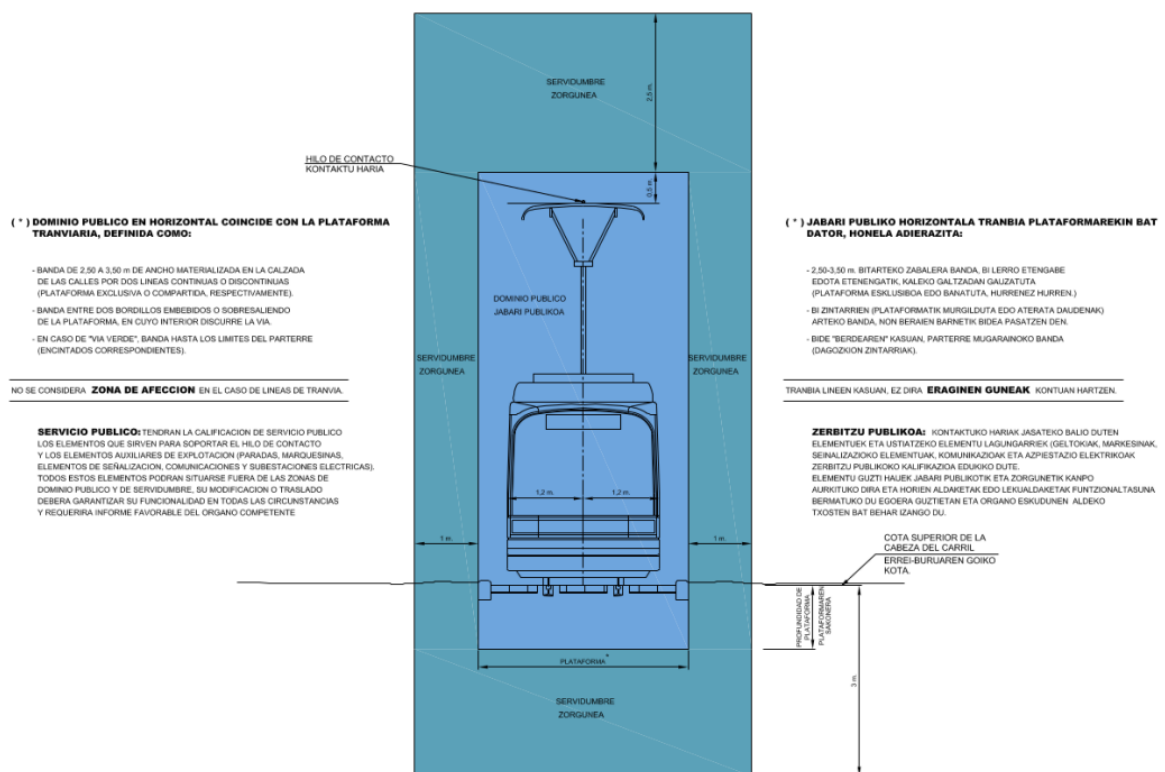 SERVIDUMBRE
ZORGUNEA
2,5 m.
HILO DE CONTACTO
KONTAKTU HARIA
0,5 m
( * ) DOMINIO PUBLICO EN HORIZONTAL COINCIDE CON LA PLATAFORMA
TRANVIARIA, DEFINIDA COMO:
- BANDA DE 2,50 A 3,50 m DE ANCHO MATERIALIZADA EN LA CALZADA
DE LAS CALLES POR DOS LINEAS CONTINUAS O DISCONTINUAS
(PLATAFORMA EXCLUSIVA O COMPARTIDA, RESPECTIVAMENTE).
- BANDA ENTRE DOS BORDILLOS EMBEBIDOS O SOBRESALIENDO
DE LA PLATAFORMA, EN CUYO INTERIOR DISCURRE LA VIA.
- EN CASO DE "VIA VERDE", BANDA HASTA LOS LIMITES DEL PARTERRE
(ENCINTADOS CORRESPONDIENTES).
NO SE CONSIDERA ZONA DE AFECCION EN EL CASO DE LINEAS DE TRANVIA.
SERVICIO PUBLICO: TENDRAN LA CALIFICACION DE SERVICIO PUBLICO
LOS ELEMENTOS QUE SIRVEN PARA SOPORTAR EL HILO DE CONTACTO
Y LOS ELEMENTOS AUXILIARES DE EXPLOTACION (PARADAS, MARQUESINAS,
ELEMENTOS DE SEÑALIZACION, COMUNICACIONES Y SUBESTACIONES ELECTRICAS).
TODOS ESTOS ELEMENTOS PODRAN SITUARSE FUERA DE LAS ZONAS DE
DOMINIO PUBLICO Y DE SERVIDUMBRE, SU MODIFICACION O TRASLADO
DEBERA GARANTIZAR SU FUNCIONALIDAD EN TODAS LAS CIRCUNSTANCIAS
Y REQUERIRA INFORME FAVORABLE DEL ORGANO COMPETENTE
DOMINIO PUBLICO
JABARI PUBLIKOA
SERVIDUMBRE
ZORGUNEA
SERVIDUMBRE
ZORGUNEA
1,2 m.
1,2 m.
1 m.
1 m.
PLATAFORMA *
SERVIDUMBRE
ZORGUNEA
( * ) JABARI PUBLIKO HORIZONTALA TRANBIA PLATAFORMAREKIN BAT
DATOR, HONELA ADIERAZITA:
- 2,50-3,50 m. BITARTEKO ZABALERA BANDA, BI LERRO ETENGABE
EDOTA ETENENGATIK, KALEKO GALTZADAN GAUZATUTA
(PLATAFORMA ESKLUSIBOA EDO BANATUTA, HURRENEZ HURREN.)
- BI ZINTARRIEN (PLATAFORMATIK MURGILDUTA EDO ATERATA DAUDENAK)
ARTEKO BANDA, NON BERAIEN BARNETIK BIDEA PASATZEN DEN.
- BIDE "BERDEAREN" KASUAN, PARTERRE MUGARAINOKO BANDA
(DAGOZKION ZINTARRIAK).
TRANBIA LINEEN KASUAN, EZ DIRA ERAGINEN GUNEAK KONTUAN HARTZEN.
ZERBITZU PUBLIKOA: KONTAKTUKO HARIAK JASATEKO BALIO DUTEN
ELEMENTUEK ETA USTIATZEKO ELEMENTU LAGUNGARRIEK (GELTOKIAK, MARKESINAK,
SEINALIZAZIOKO ELEMENTUAK, KOMUNIKAZIOAK ETA AZPIESTAZIO ELEKTRIKOAK
ZERBITZU PUBLIKOKO KALIFIKAZIOA EDUKIKO DUTE.
ELEMENTU GUZTI HAUEK JABARI PUBLIKOTIK ETA ZORGUNETIK KANPO
AURKITUKO DIRA ETA HORIEN ALDAKETAK EDO LEKUALDAKETAK FUNTZIONALTASUNA
BERMATUKO DU EGOERA GUZTIETAN ETA ORGANO ESKUDUNEN ALDEKO
TXOSTEN BAT BEHAR IZANGO DU.
COTA SUPERIOR DE LA
CABEZA DEL CARRIL
ERREI-BURUAREN GOIKO
KOTA.
PROFUNDIDAD DE
PLATAFORMA
PLATAFORMAREN
SAKONERA
3 m.